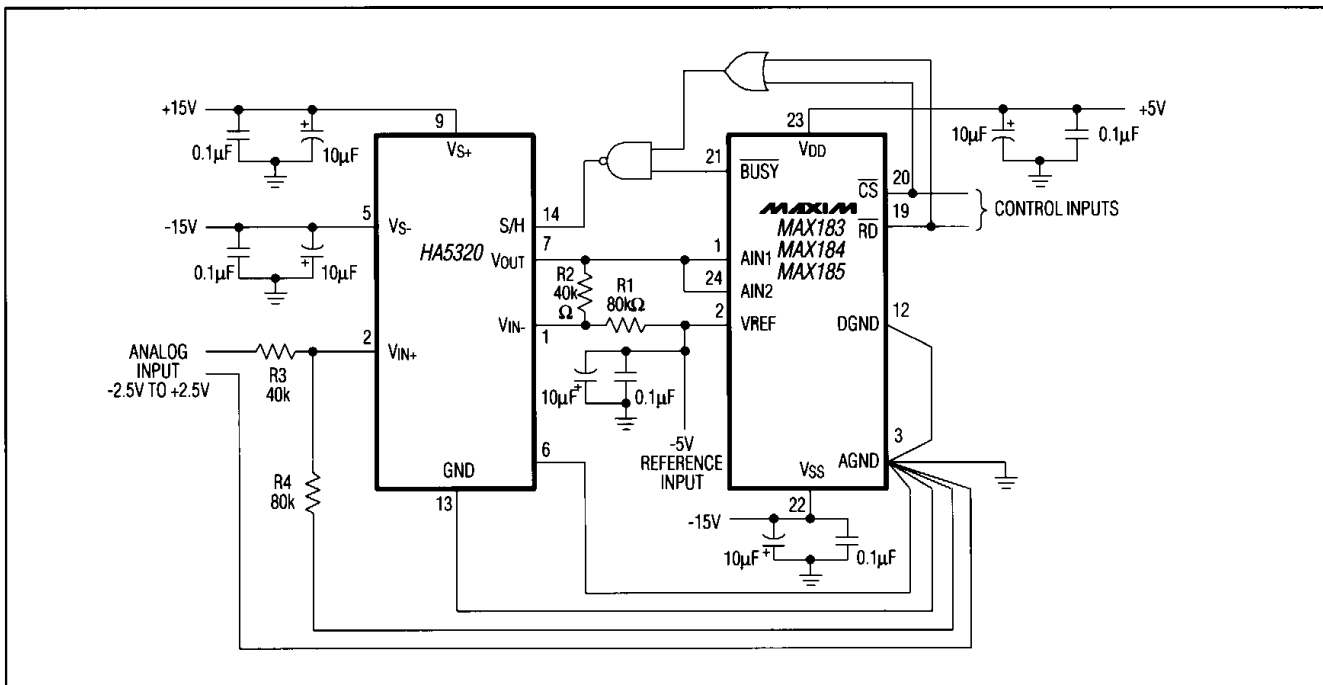 +15V
0.1µF
+
10µF
9
VS+
-15V
0.1µF
+
10µF
5
VS-
HA5320
S/H
14
VOUT
7
VIN-
1
2
VIN+
ANALOG
INPUT
-2.5V TO +2.5V
R3
40k
R4
80k
GND
13
6
R2
40k
Ω
R1
80kΩ
10µF
+
0.1µF
-5V
REFERENCE
INPUT
23
VDD
+
10µF
0.1µF
+5V
21
BUSY
MAXIM
MAX183
MAX184
MAX185
CS
20
RD
19
CONTROL INPUTS
1
AIN1
24
AIN2
2
VREF
DGND
12
AGND
3
VSS
22
-15V
10µF
+
0.1µF